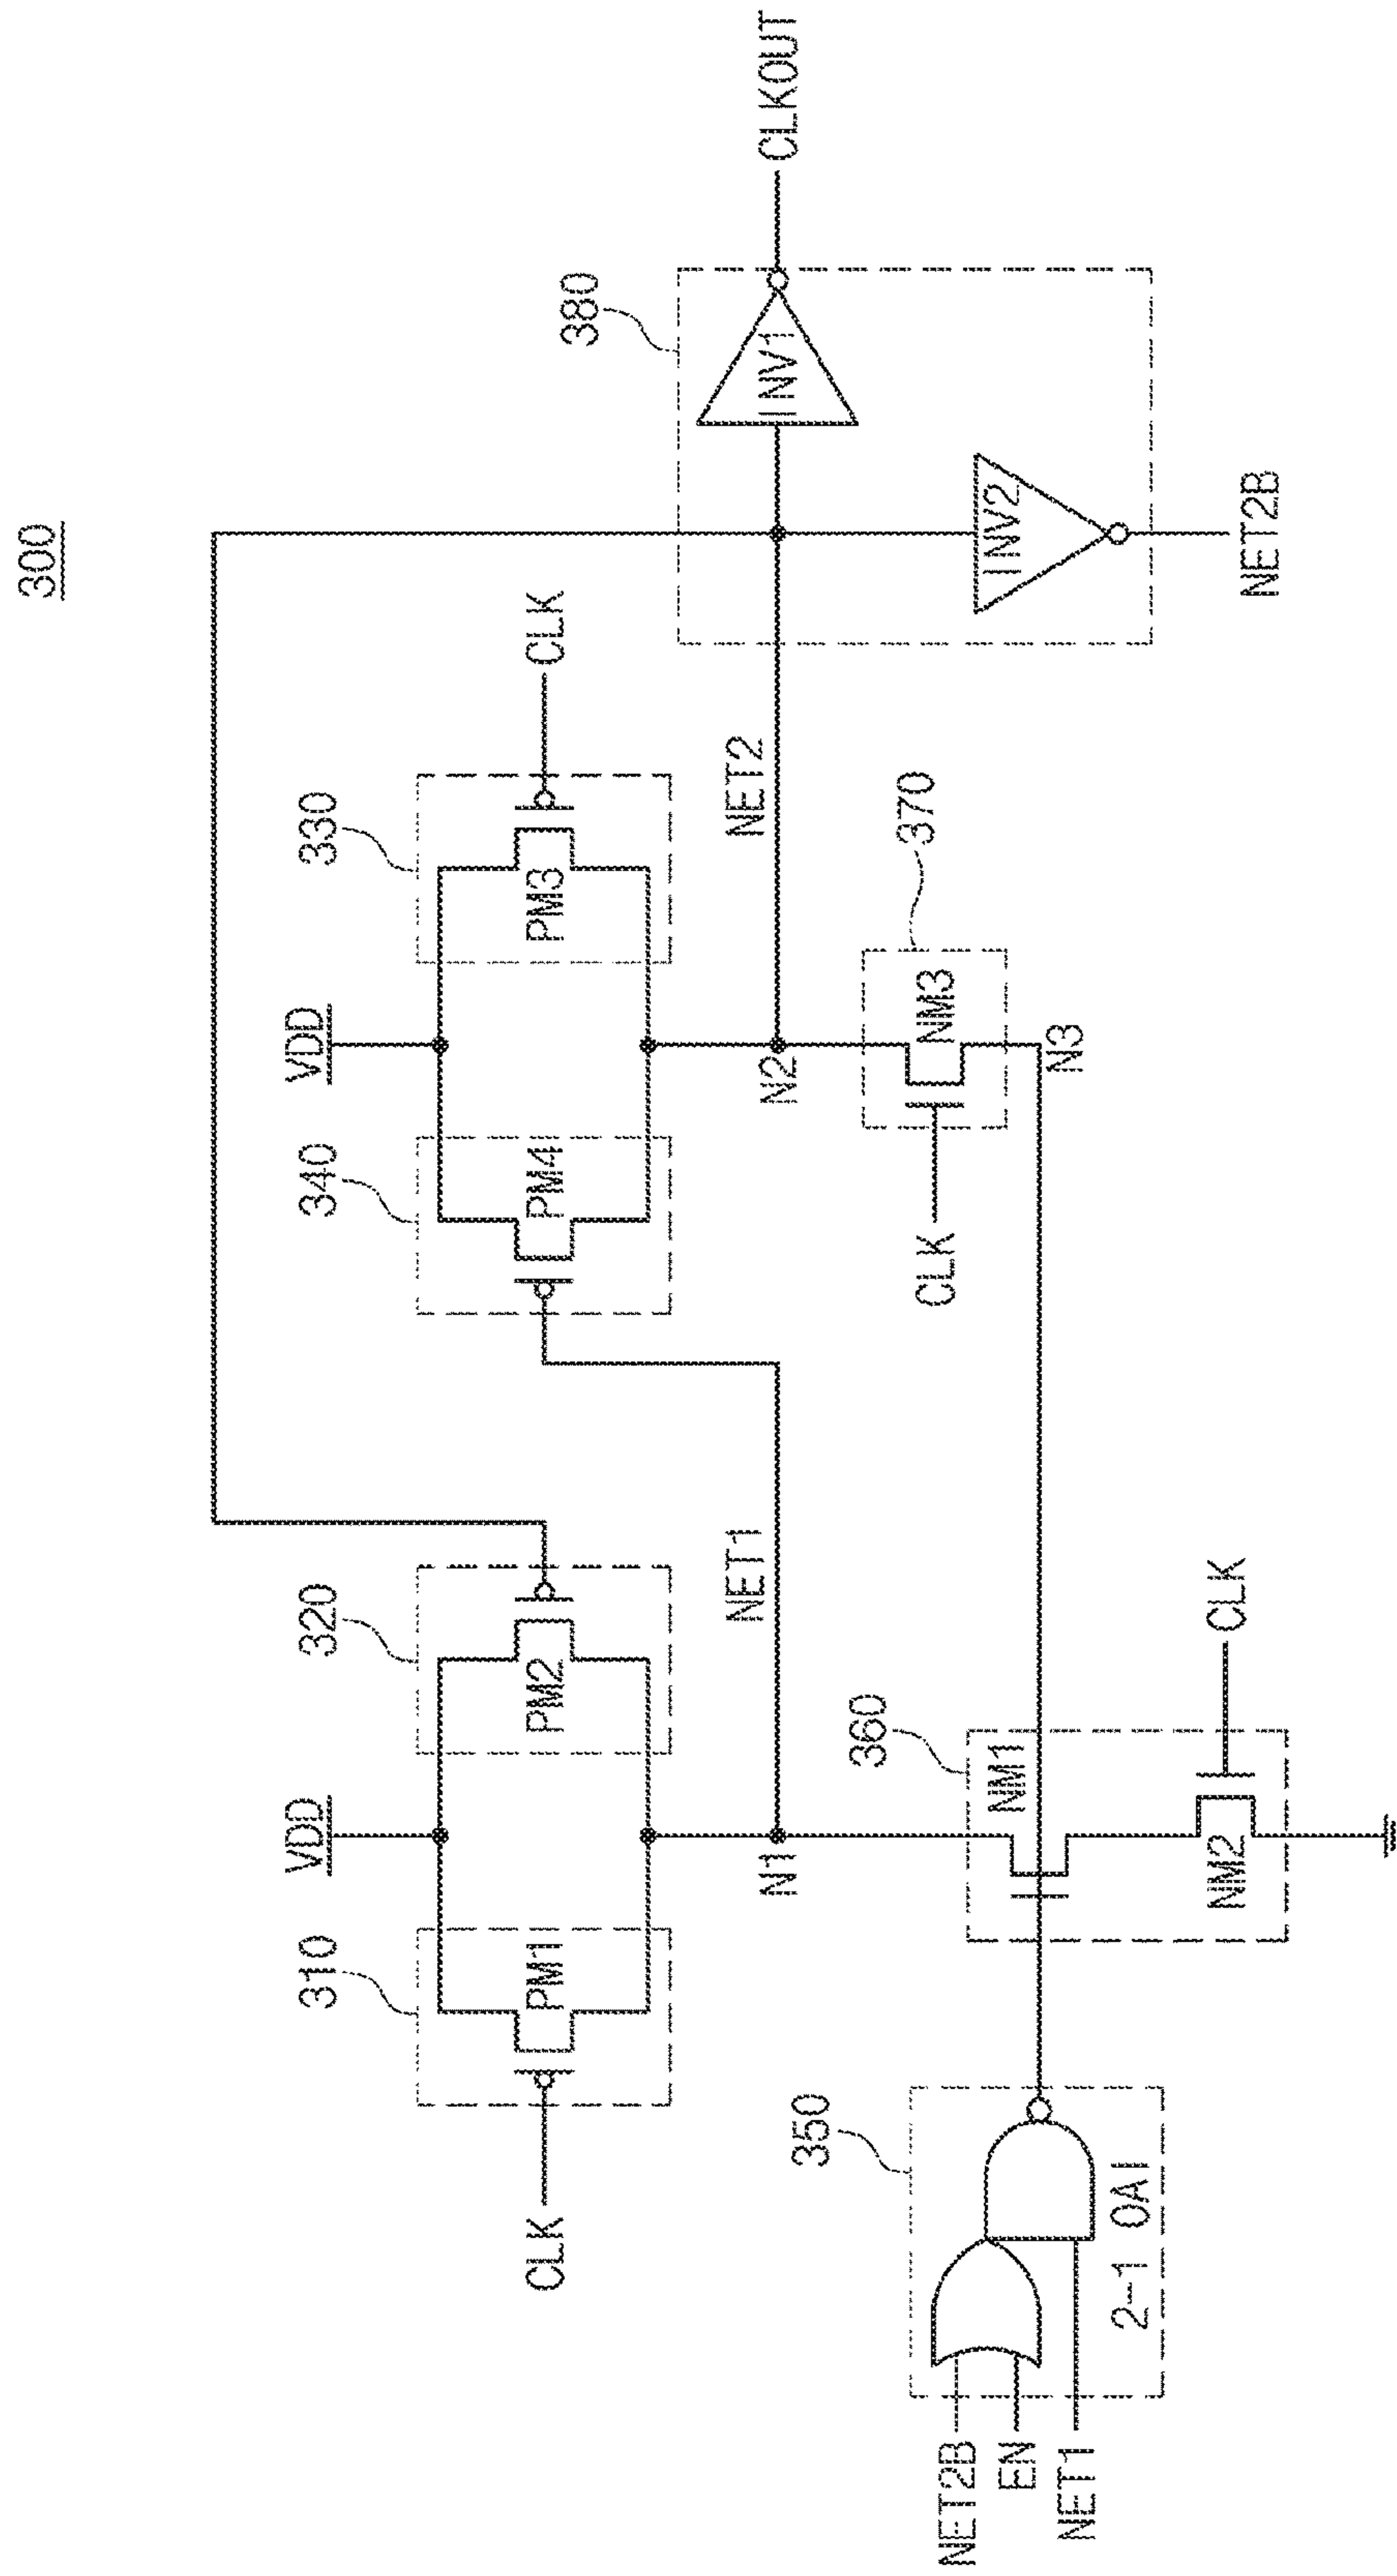 300
VDD
VDD
310
320
340
330
CLK
PM1
PM2
PM4
PM3
CLK
380
N1
NET1
N2
NET2
INV1
CLKOUT
350
360
CLK
NM3
370
NET2B
EN
NET1
NM1
N3
INV2
2-1 OAI
NM2
CLK
NET2B